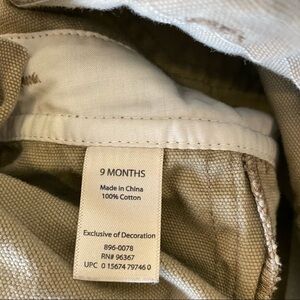 9 MONTHS
Made in China
100% Cotton
Exclusive of Decoration
896-0078
RN# 96367
UPC 0 15674 79746 0